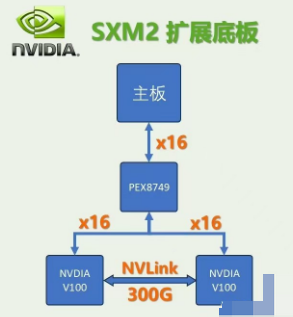 NVIDIA.
SXM2 扩展底板
主板
x16
PEX8749
x16
x16
NVDIA
V100
NVLink
300G
NVDIA
V100